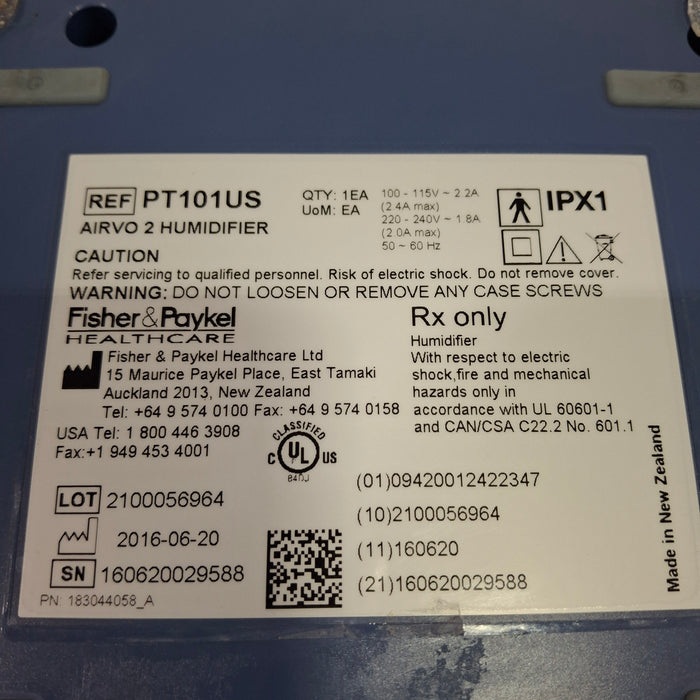 REF PT101US
AIRVO 2 HUMIDIFIER
QTY: 1EA
UoM: EA
100 - 115V ~ 2.2A
(2.4A max)
220 - 240V ~ 1.8A
(2.0A max)
50 ~ 60 Hz
IPX1
CAUTION
Refer servicing to qualified personnel. Risk of electric shock. Do not remove cover.
WARNING: DO NOT LOOSEN OR REMOVE ANY CASE SCREWS
Fisher&Paykel
HEALTHCARE
Fisher & Paykel Healthcare Ltd
15 Maurice Paykel Place, East Tamaki
Auckland 2013, New Zealand
Tel: +64 9 574 0100 Fax: +64 9 574 0158
USA Tel: 1 800 446 3908
Fax:+1 949 453 4001
Rx only
Humidifier
With respect to electric
shock,fire and mechanical
hazards only in
accordance with UL 60601-1
and CAN/CSA C22.2 No. 601.1
CLASSIFIED
C UL US
84DJ
LOT 2100056964
2016-06-20
SN 160620029588
PN: 183044058_A
(01)09420012422347
(10)2100056964
(11)160620
(21)160620029588
Made in New Zealand